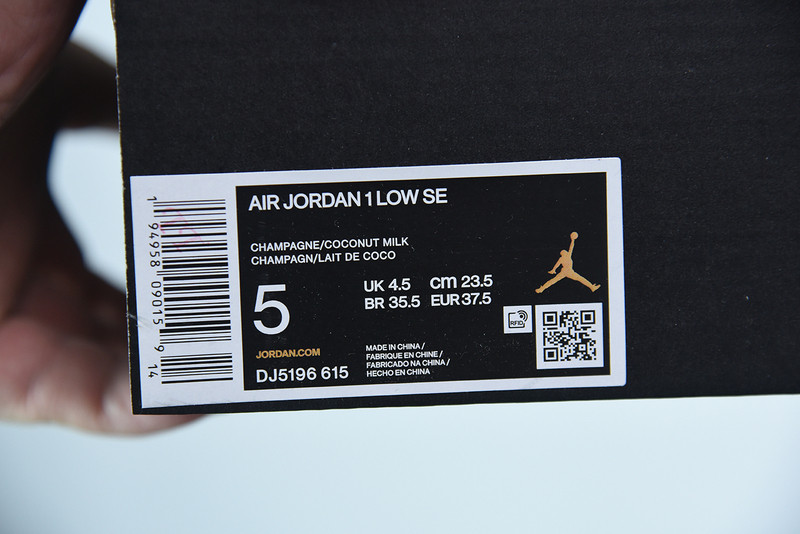 AIR JORDAN 1 LOW SE
CHAMPAGNE/COCONUT MILK
CHAMPAGN/LAIT DE COCO
5
UK 4.5 cm 23.5
BR 35.5 EUR 37.5
JORDAN.COM
DJ5196 615
MADE IN CHINA /
FABRIQUE EN CHINE /
FABRICADO NA CHINA /
HECHO EN CHINA
RFID
1 94958 09015 9 14